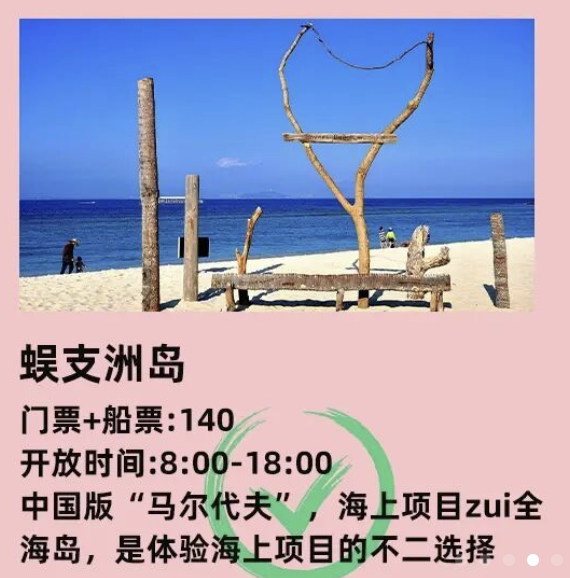 蜈支洲岛
门票+船票:140
开放时间:8:00-18:00
中国版“马尔代夫”，海上项目zui全
海岛，是体验海上项目的不二选择